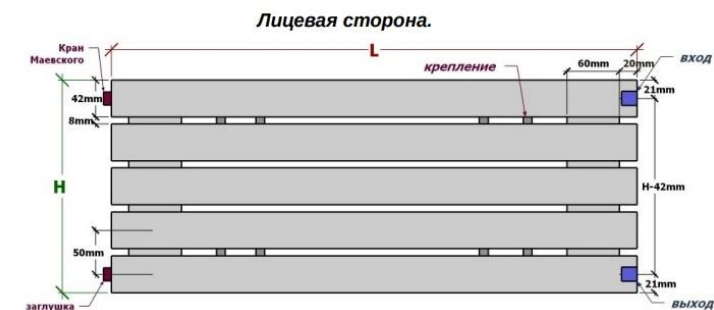 Лицевая сторона.
Кран
Маевского
L
крепление
60mm
20mm
вход
42mm
21mm
8mm
H
H-42mm
50mm
21mm
заглушка
выход